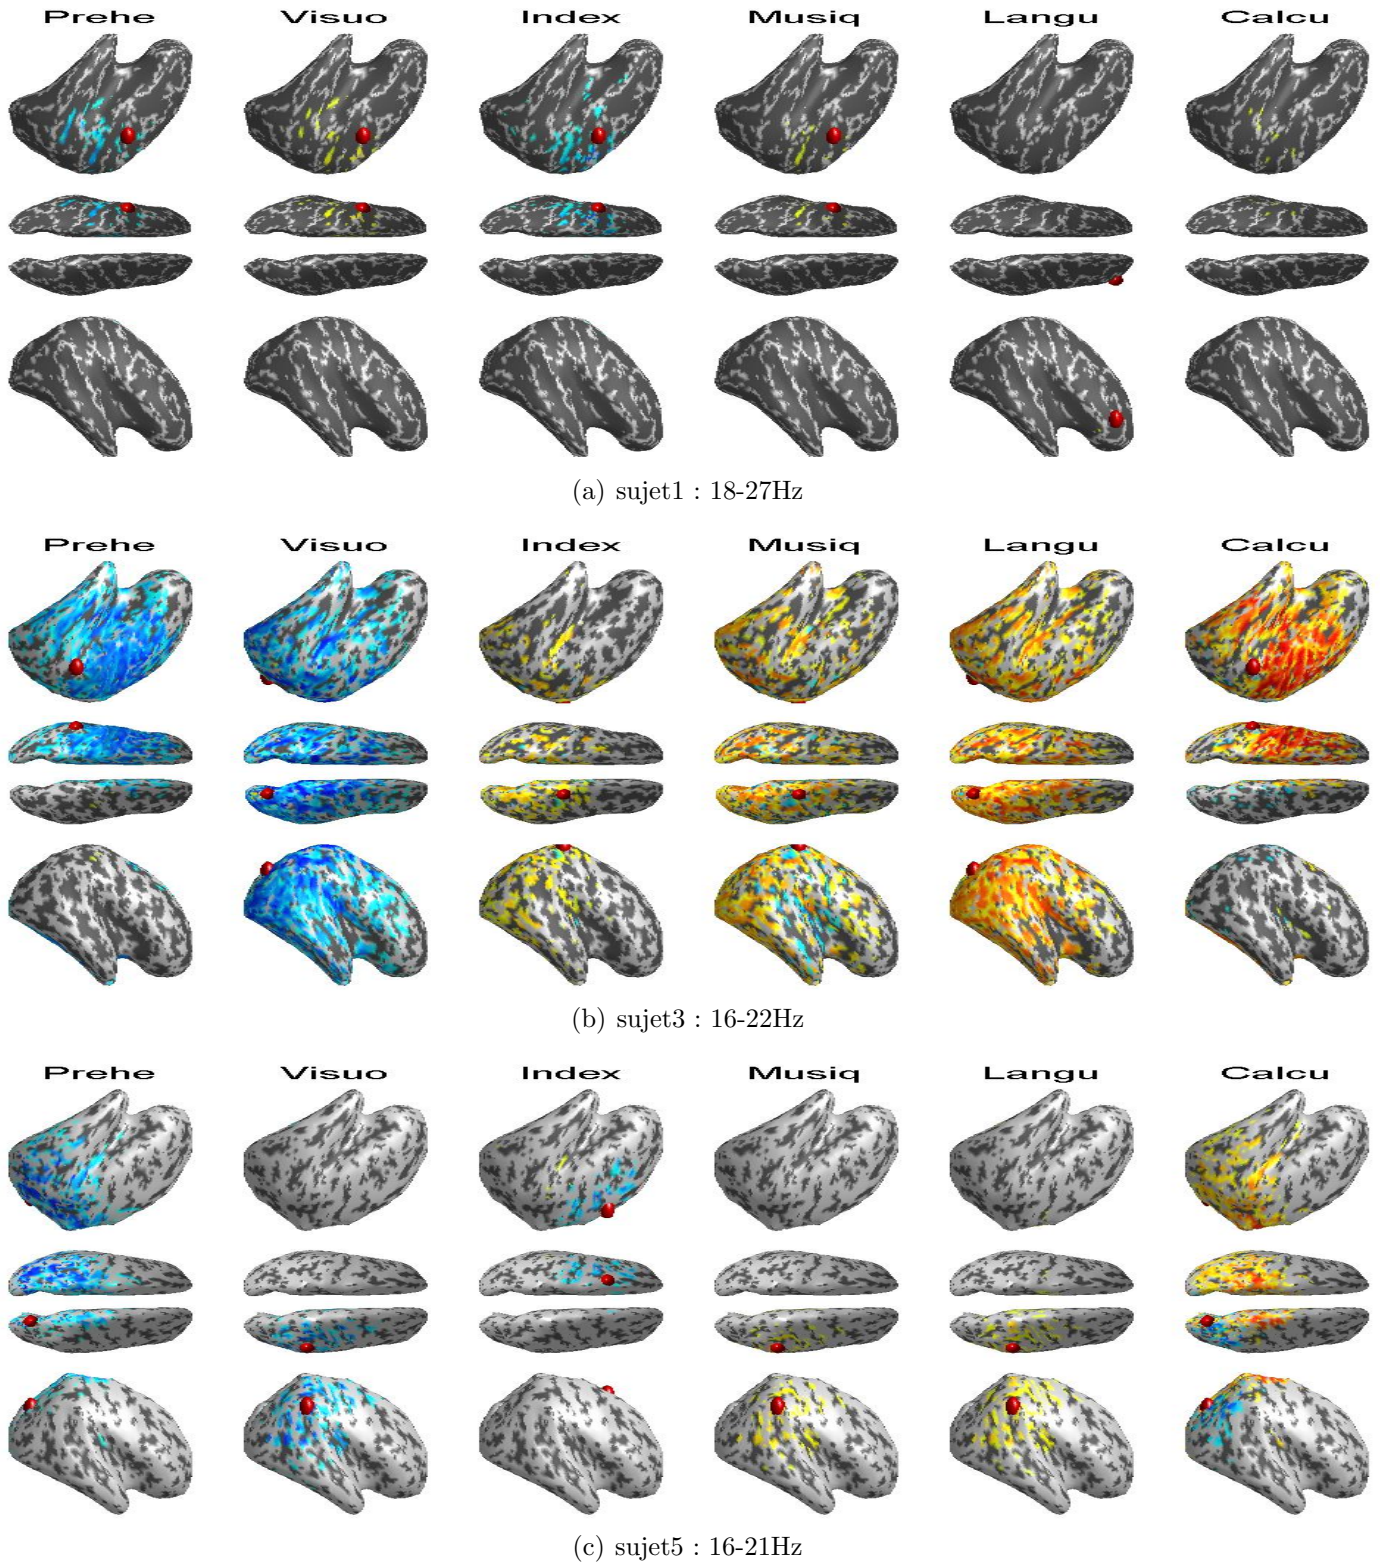 Prehe Visuo Index Musiq Langu Calcu
(a) sujet1 : 18-27Hz
Prehe Visuo Index Musiq Langu Calcu
(b) sujet3 : 16-22Hz
Prehe Visuo Index Musiq Langu Calcu
(c) sujet5 : 16-21Hz